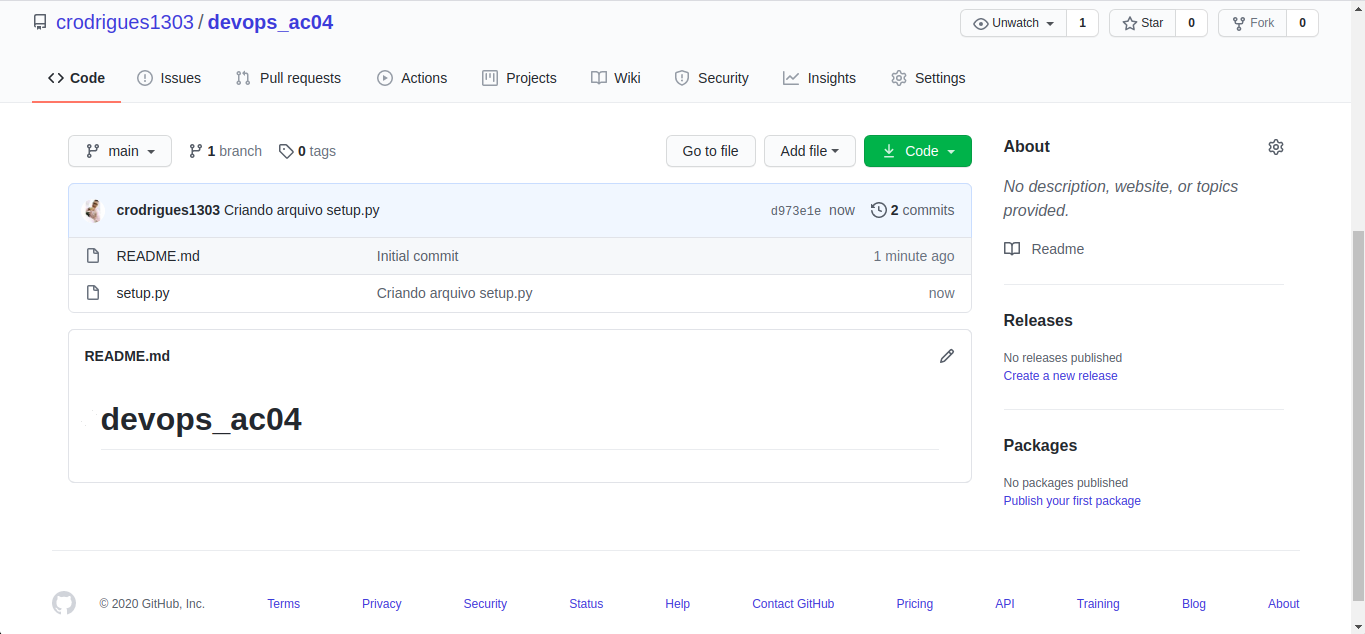 crodrigues1303 / devops_ac04
Unwatch 1 Star 0 Fork 0
Code Issues Pull requests Actions Projects Wiki Security Insights Settings
main 1 branch 0 tags Go to file Add file Code
crodrigues1303 Criando arquivo setup.py d973e1e now 2 commits
README.md Initial commit 1 minute ago
setup.py Criando arquivo setup.py now
README.md
devops_ac04
About
No description, website, or topics
provided.
Readme
Releases
No releases published
Create a new release
Packages
No packages published
Publish your first package
© 2020 GitHub, Inc. Terms Privacy Security Status Help Contact GitHub Pricing API Training Blog About